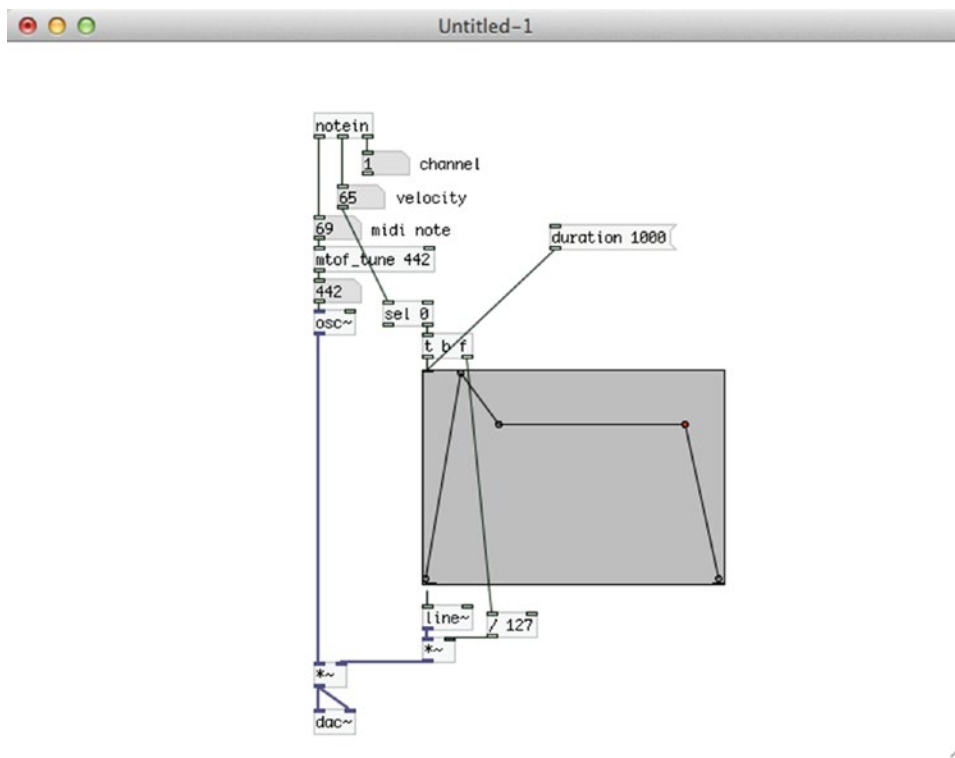 Untitled-1
notein
1 channel
65 velocity
69 midi note
duration 1000
mtof_tune 442
442
sel 0
osc~
t b f
line~
/ 127
*~
*~
dac~